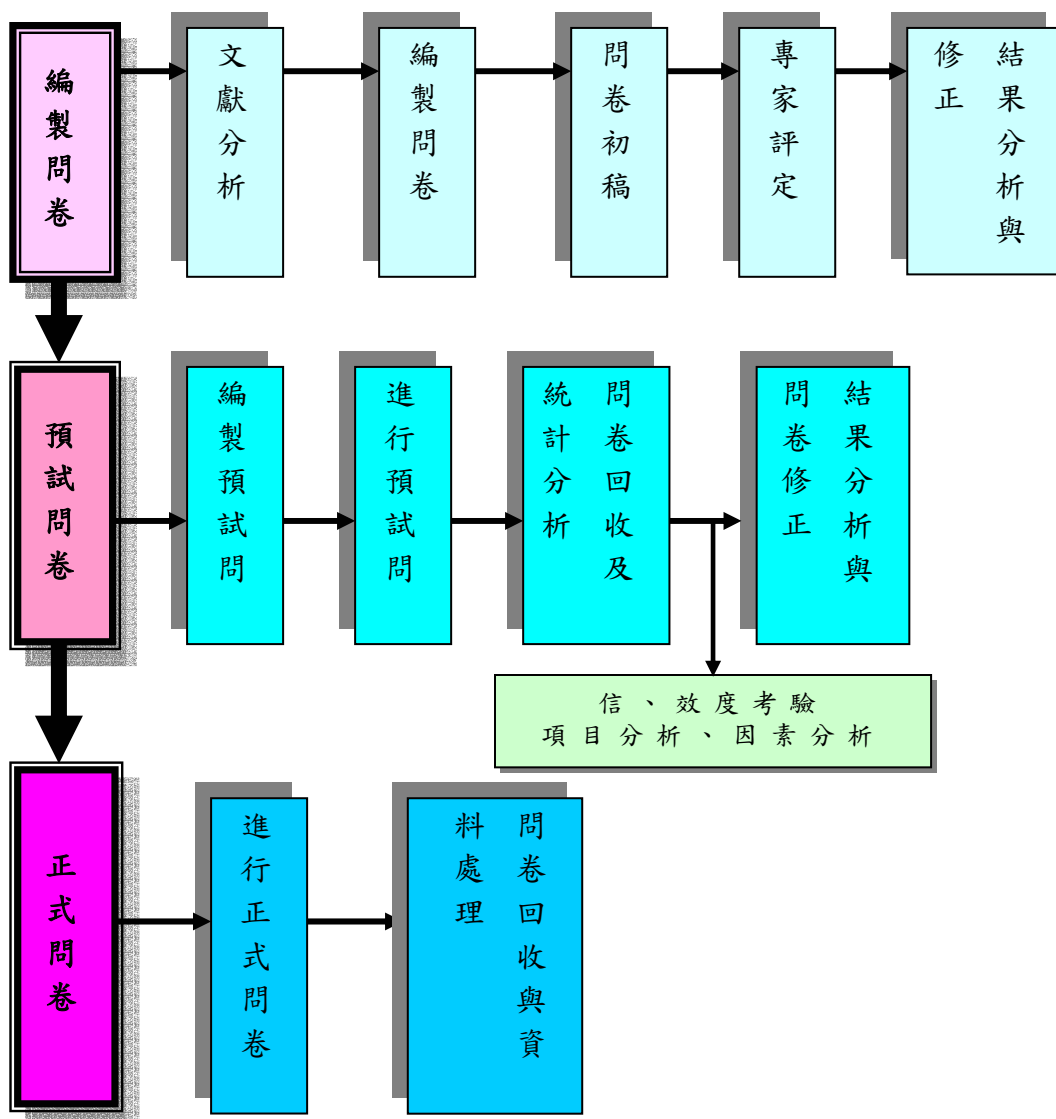 編製問卷
文獻分析
編製問卷
問卷初稿
專家評定
結果分析與
修正
預試問卷
編製預試問
進行預試問
問卷回收及
統計分析
結果分析與
問卷修正
信、效度考驗
項目分析、因素分析
正式問卷
進行正式問卷
問卷回收與資
料處理